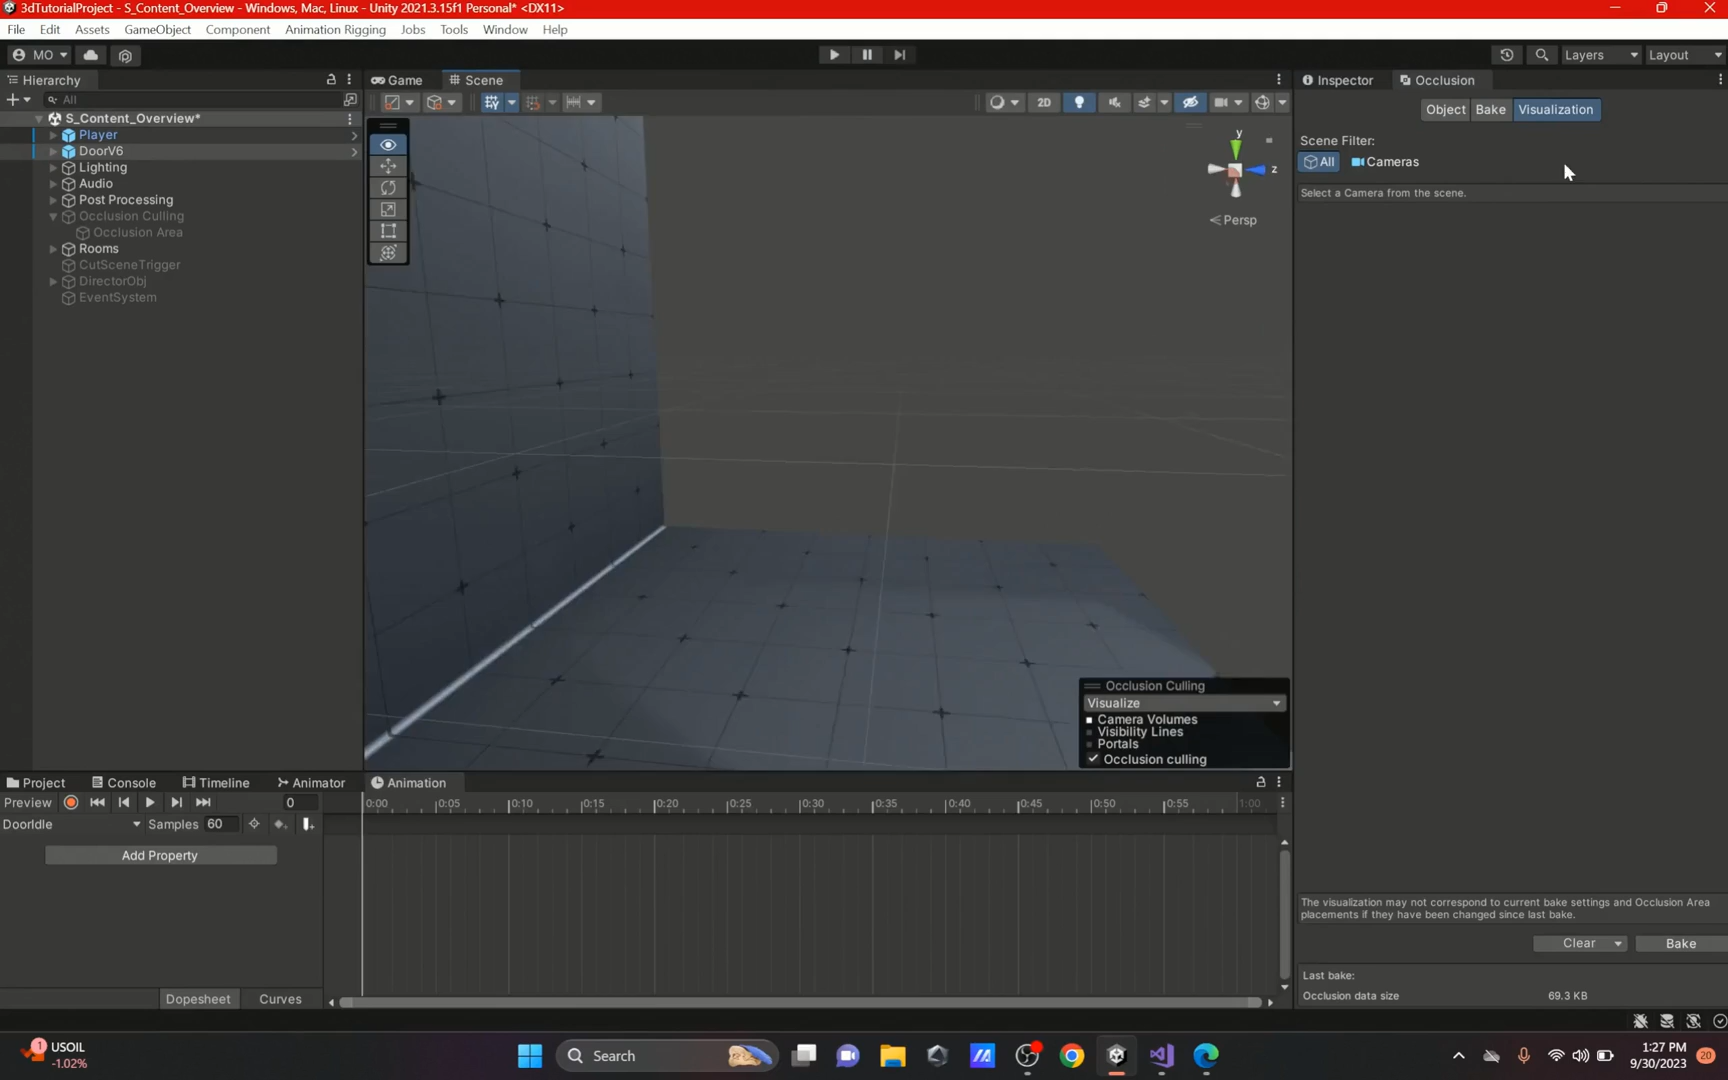 3dTutorialProject - S_Content_Overview - Windows, Mac, Linux - Unity 2021.3.15f1 Personal* <DX11>
File Edit Assets GameObject Component Animation Rigging Jobs Tools Window Help
MO Layers Layout
Hierarchy Game Scene Inspector Occlusion
All 2D Object Bake Visualization
S_Content_Overview*
Player
DoorV6
Lighting
Audio
Post Processing
Occlusion Culling
Occlusion Area
Rooms
CutSceneTrigger
DirectorObj
EventSystem
y
z
Persp
Scene Filter:
All Cameras
Select a Camera from the scene.
Occlusion Culling
Visualize
Camera Volumes
Visibility Lines
Portals
Occlusion culling
Project Console Timeline Animator Animation
Preview 0 0:00 0:05 0:10 0:15 0:20 0:25 0:30 0:35 0:40 0:45 0:50 0:55 1:00
DoorIdle Samples 60
Add Property
Dopesheet Curves
The visualization may not correspond to current bake settings and Occlusion Area
placements if they have been changed since last bake.
Clear Bake
Last bake:
Occlusion data size 69.3 KB
1 USOIL
-1.02%
Search
1:27 PM
9/30/2023
20